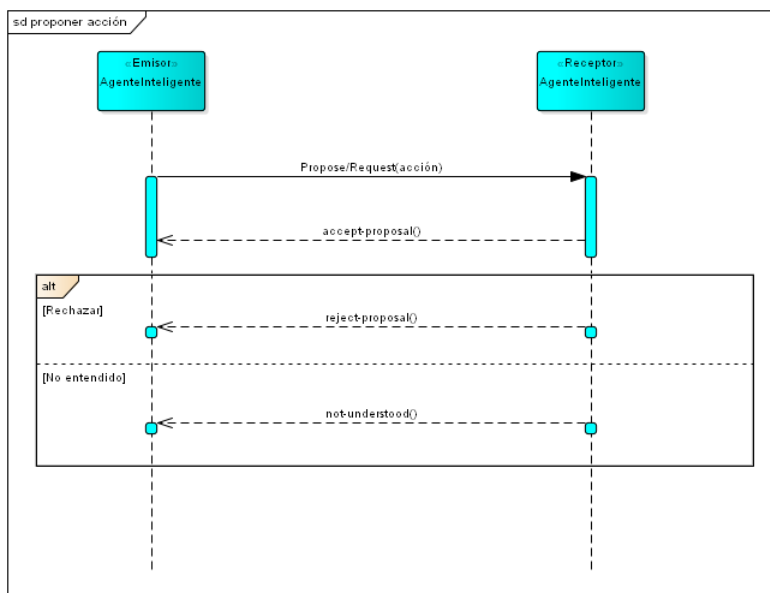 sd proponer acción
«Emisor»
AgenteInteligente
«Receptor»
AgenteInteligente
Propose/Request(acción)
accept-proposal()
alt
[Rechazar]
reject-proposal()
[No entendido]
not-understood()